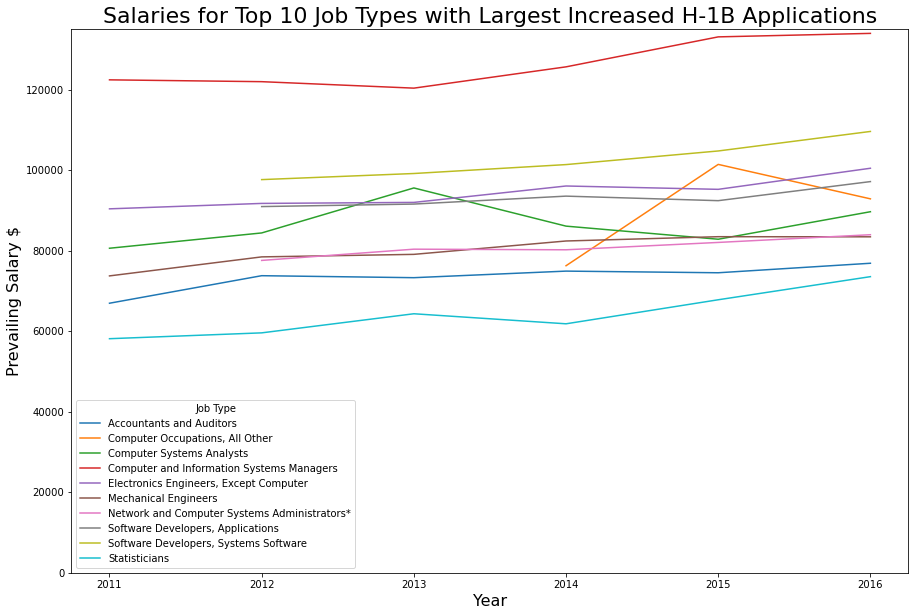 Salaries for Top 10 Job Types with Largest Increased H-1B Applications
Prevailing Salary $
120000
100000
80000
60000
40000
20000
0
Job Type
Accountants and Auditors
Computer Occupations, All Other
Computer Systems Analysts
Computer and Information Systems Managers
Electronics Engineers, Except Computer
Mechanical Engineers
Network and Computer Systems Administrators*
Software Developers, Applications
Software Developers, Systems Software
Statisticians
2011 2012 2013 2014 2015 2016
Year